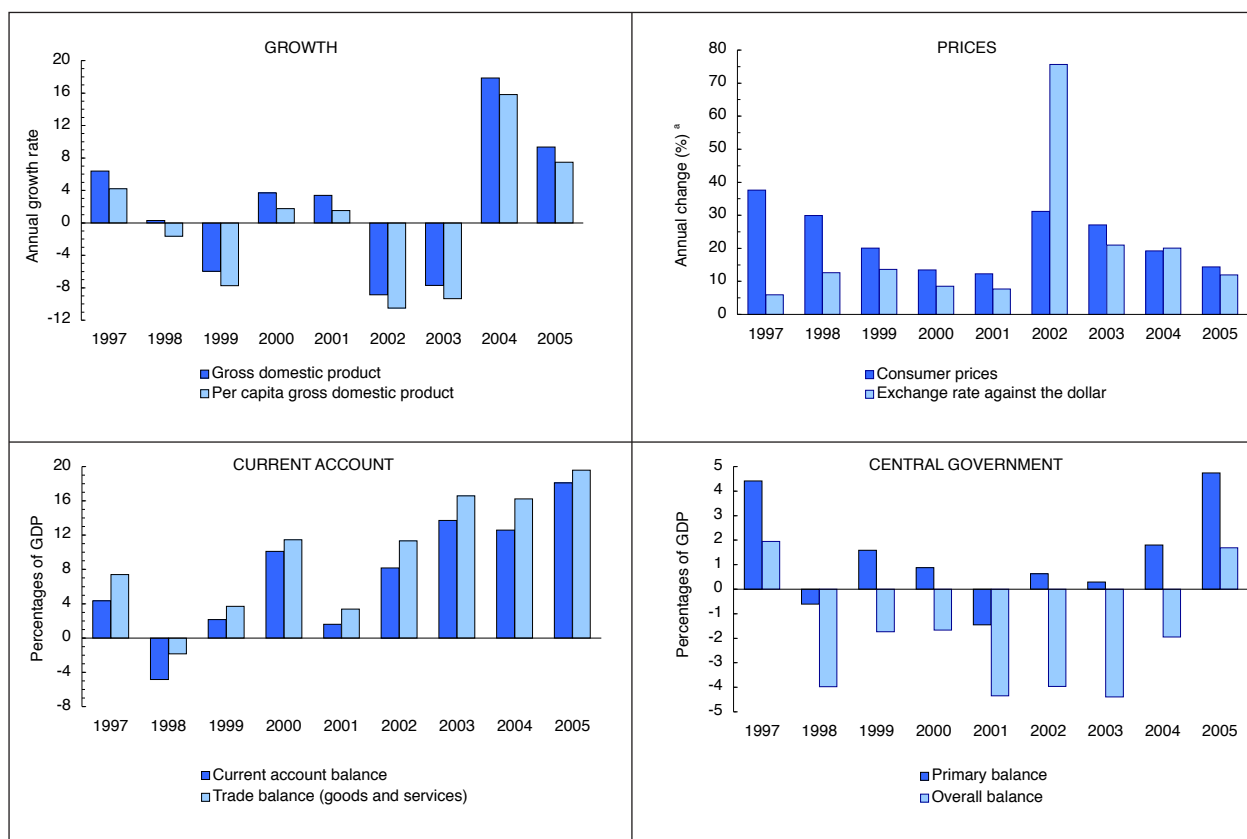 GROWTH
Annual growth rate
20
16
12
8
4
0
-4
-8
-12
1997 1998 1999 2000 2001 2002 2003 2004 2005
Gross domestic product
Per capita gross domestic product
PRICES
Annual change (%) a
80
70
60
50
40
30
20
10
0
1997 1998 1999 2000 2001 2002 2003 2004 2005
Consumer prices
Exchange rate against the dollar
CURRENT ACCOUNT
Percentages of GDP
20
16
12
8
4
0
-4
-8
1997 1998 1999 2000 2001 2002 2003 2004 2005
Current account balance
Trade balance (goods and services)
CENTRAL GOVERNMENT
Percentages of GDP
5
4
3
2
1
0
-1
-2
-3
-4
-5
1997 1998 1999 2000 2001 2002 2003 2004 2005
Primary balance
Overall balance